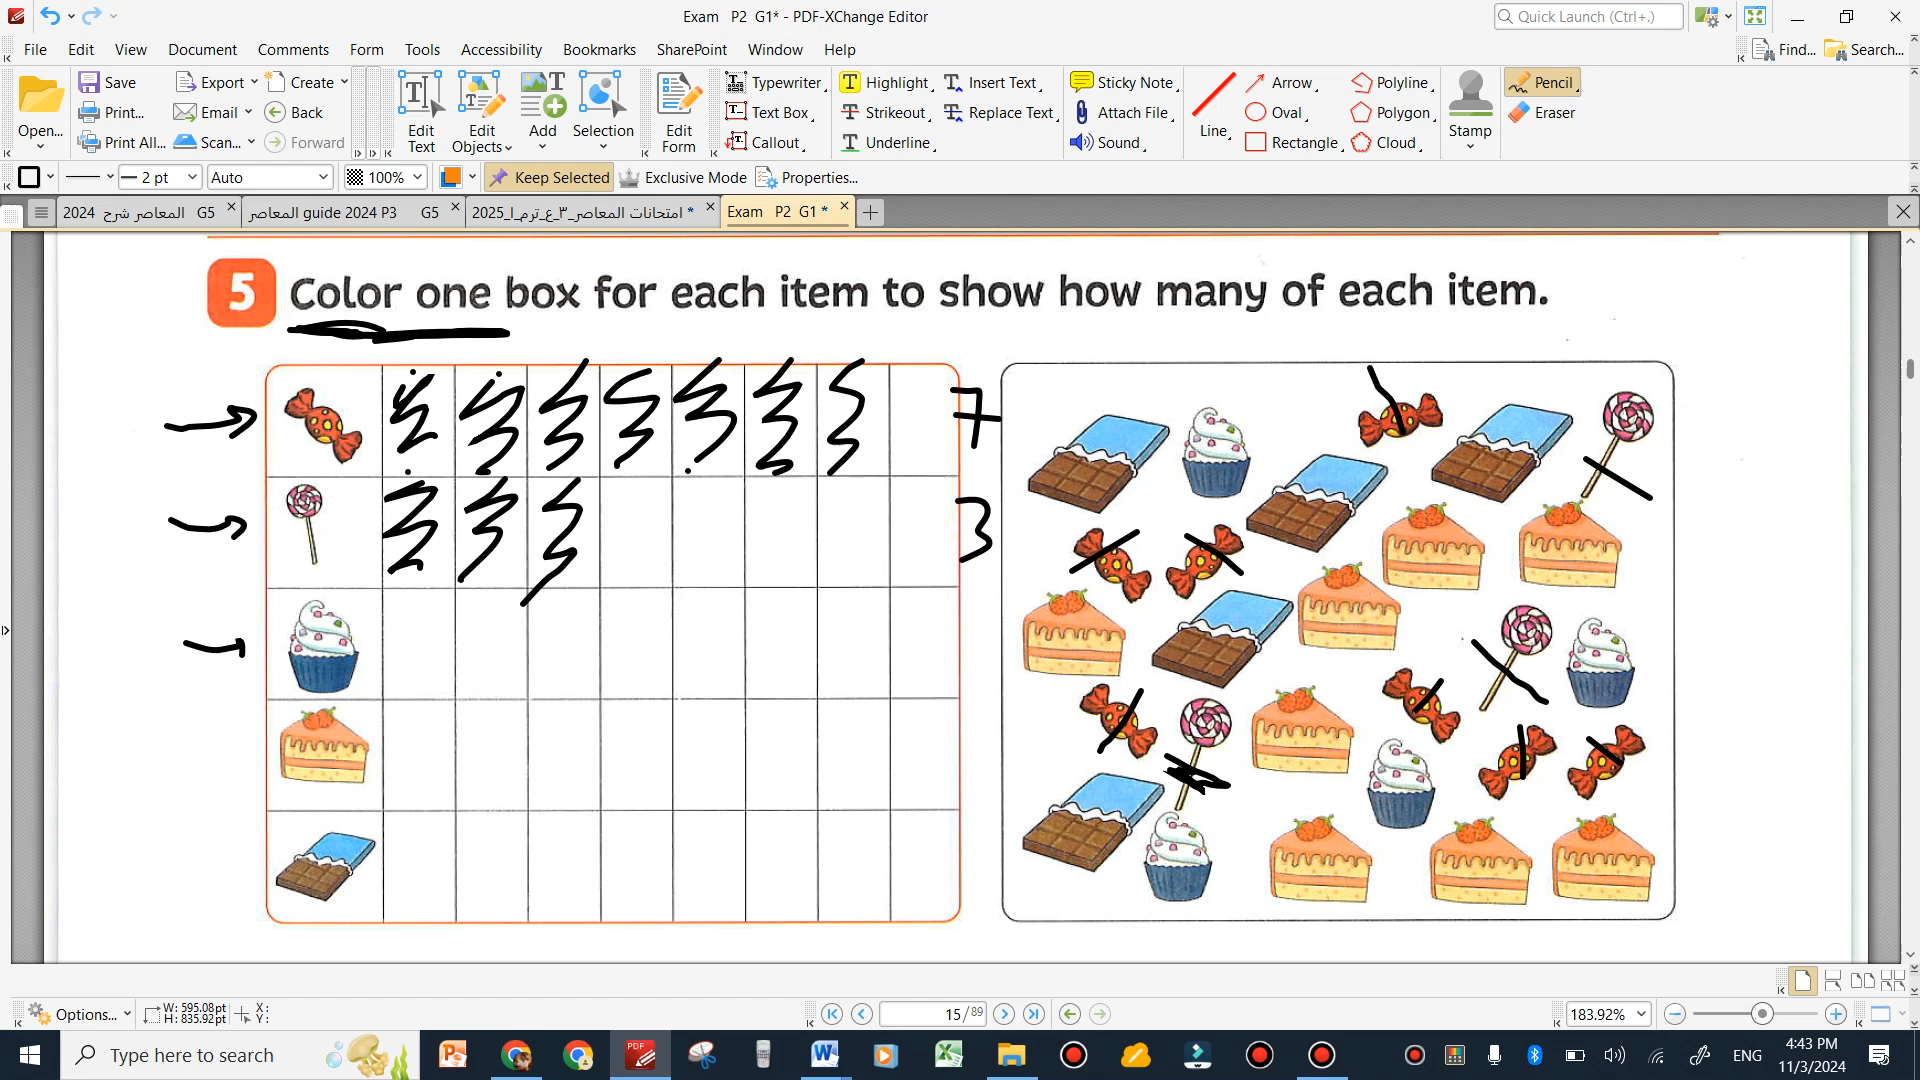 Exam P2 G1* - PDF-XChange Editor
Quick Launch (Ctrl+.)
File Edit View Document Comments Form Tools Accessibility Bookmarks SharePoint Window Help
Find... Search...
Open... Save Print... Print All... Export Email Scan... Create Back Forward
Edit Text Edit Objects Add Selection Edit Form
Typewriter Text Box Callout
Highlight Strikeout Underline Insert Text Replace Text
Sticky Note Attach File Sound
Line Arrow Oval Rectangle Polyline Polygon Cloud
Stamp Pencil Eraser
2 pt Auto 100% Keep Selected Exclusive Mode Properties...
المعاصر شرح 2024 G5 المعاصر guide 2024 P3 G5 امتحانات المعاصر_٣_ع_ترم_ا_2025 * Exam P2 G1 *
5 Color one box for each item to show how many of each item.
7
3
Options... W: 595.08pt H: 835.92pt X: Y: 15/89 183.92%
Type here to search
PDF
ENG 4:43 PM
11/3/2024